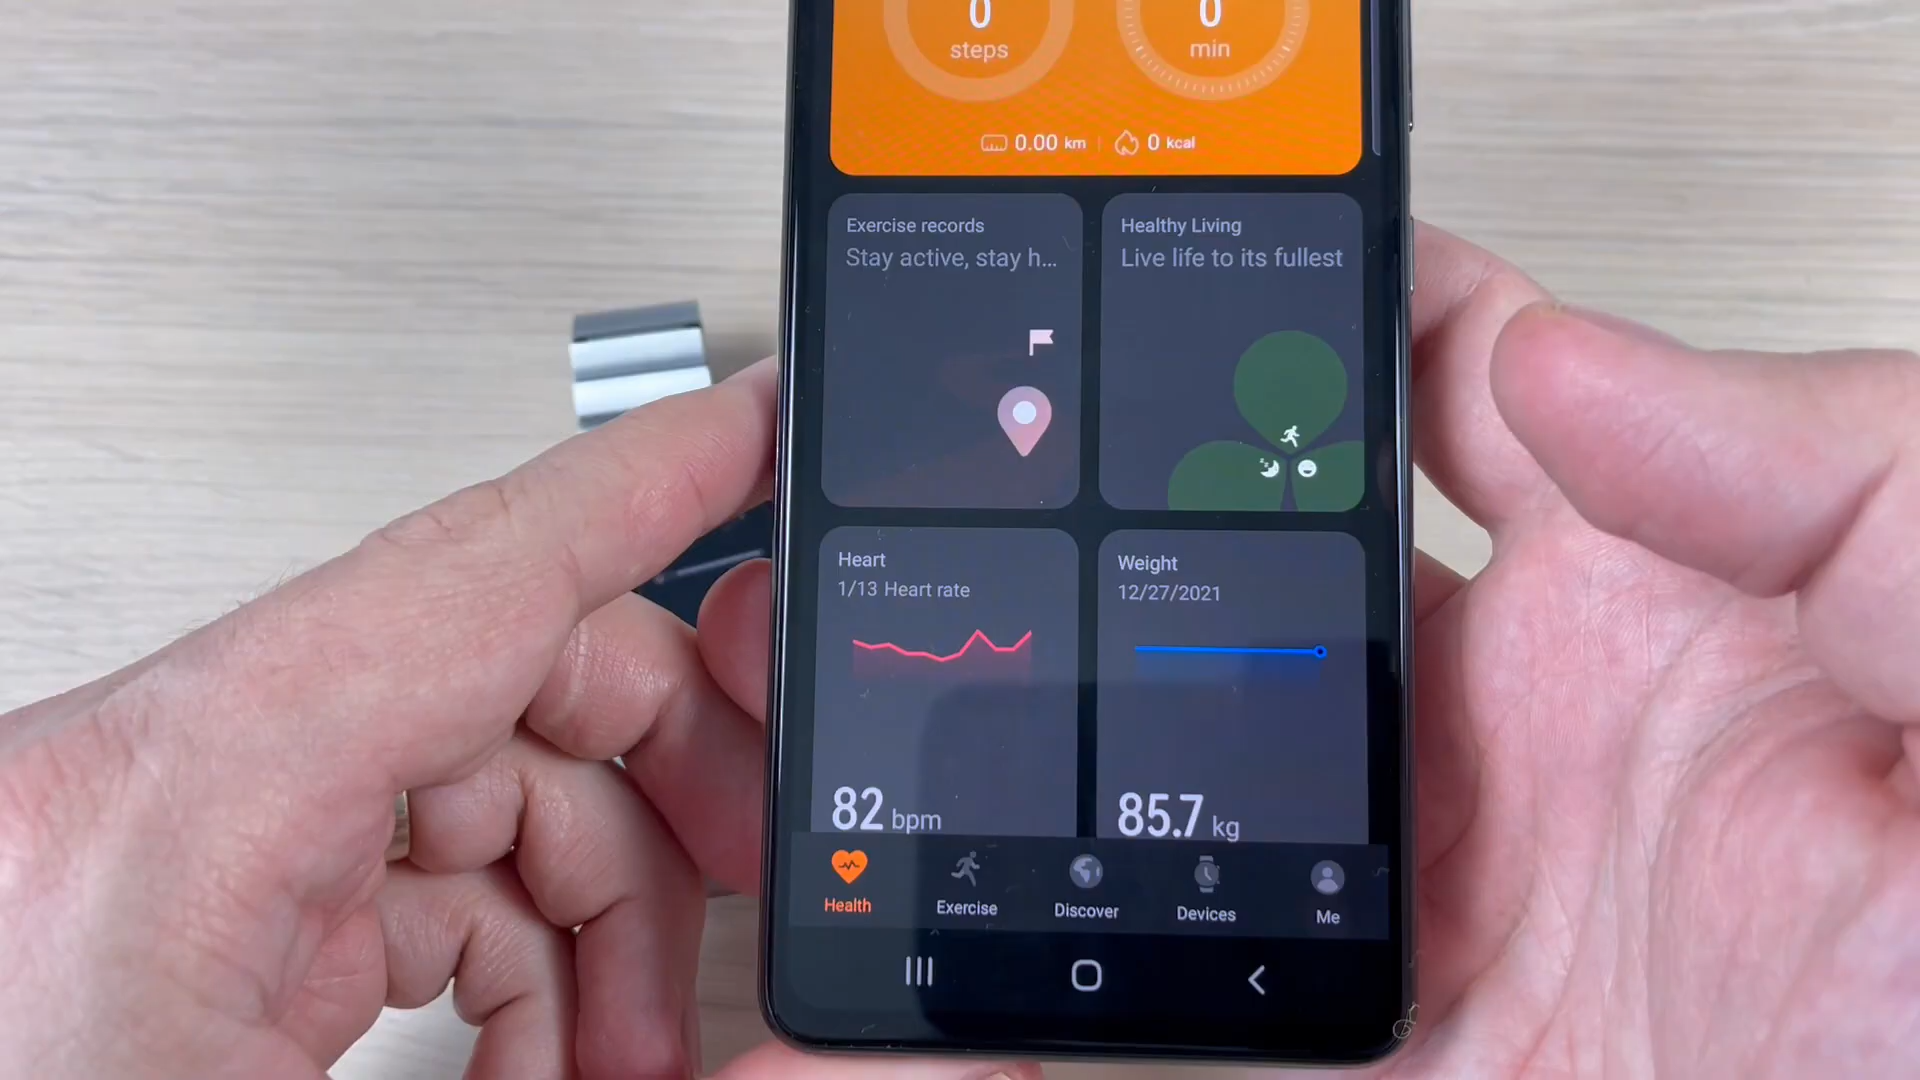 0
steps
0
min
0.00 km
0 kcal
Exercise records
Stay active, stay h...
Healthy Living
Live life to its fullest
Heart
1/13 Heart rate
82 bpm
Weight
12/27/2021
85.7 kg
Health
Exercise
Discover
Devices
Me